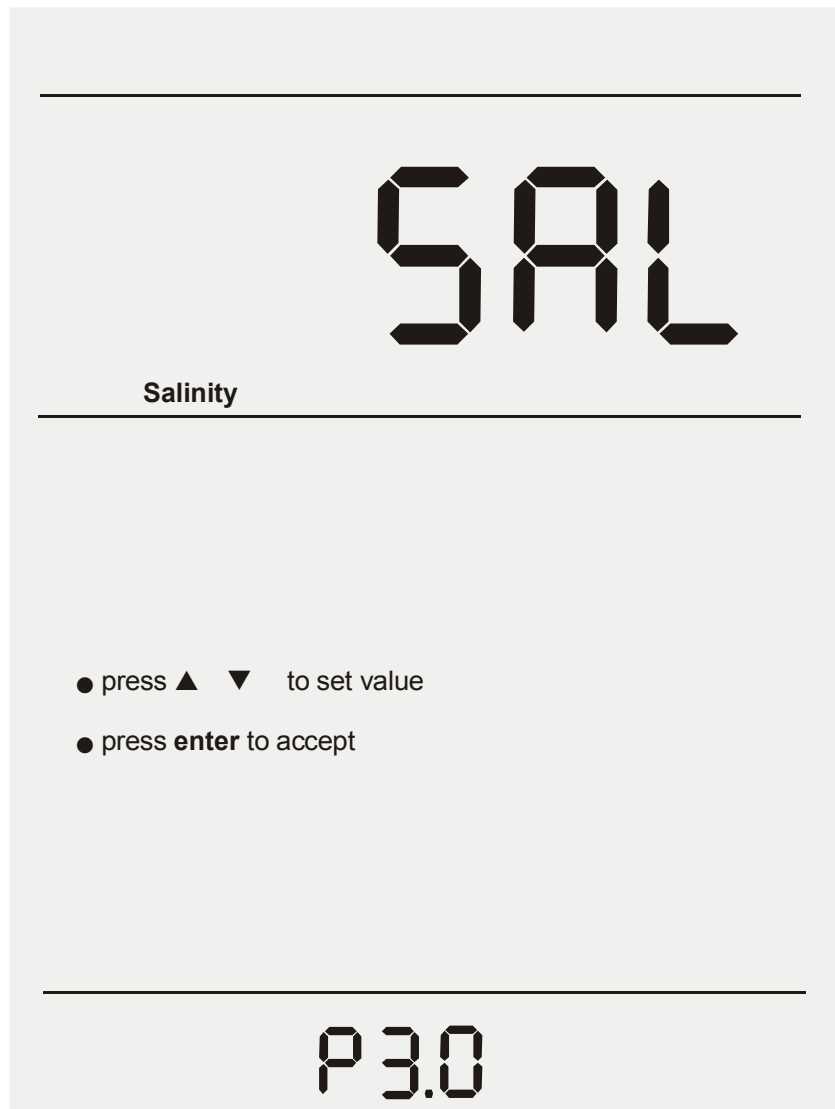 SAL
Salinity
● press ▲ ▼ to set value
● press enter to accept
P3.0